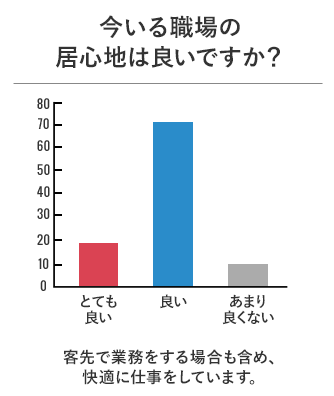 今いる職場の
居心地は良いですか?
80
70
60
50
40
30
20
10
0
とても
良い
良い
あまり
良くない
客先で業務をする場合も含め、
快適に仕事をしています。